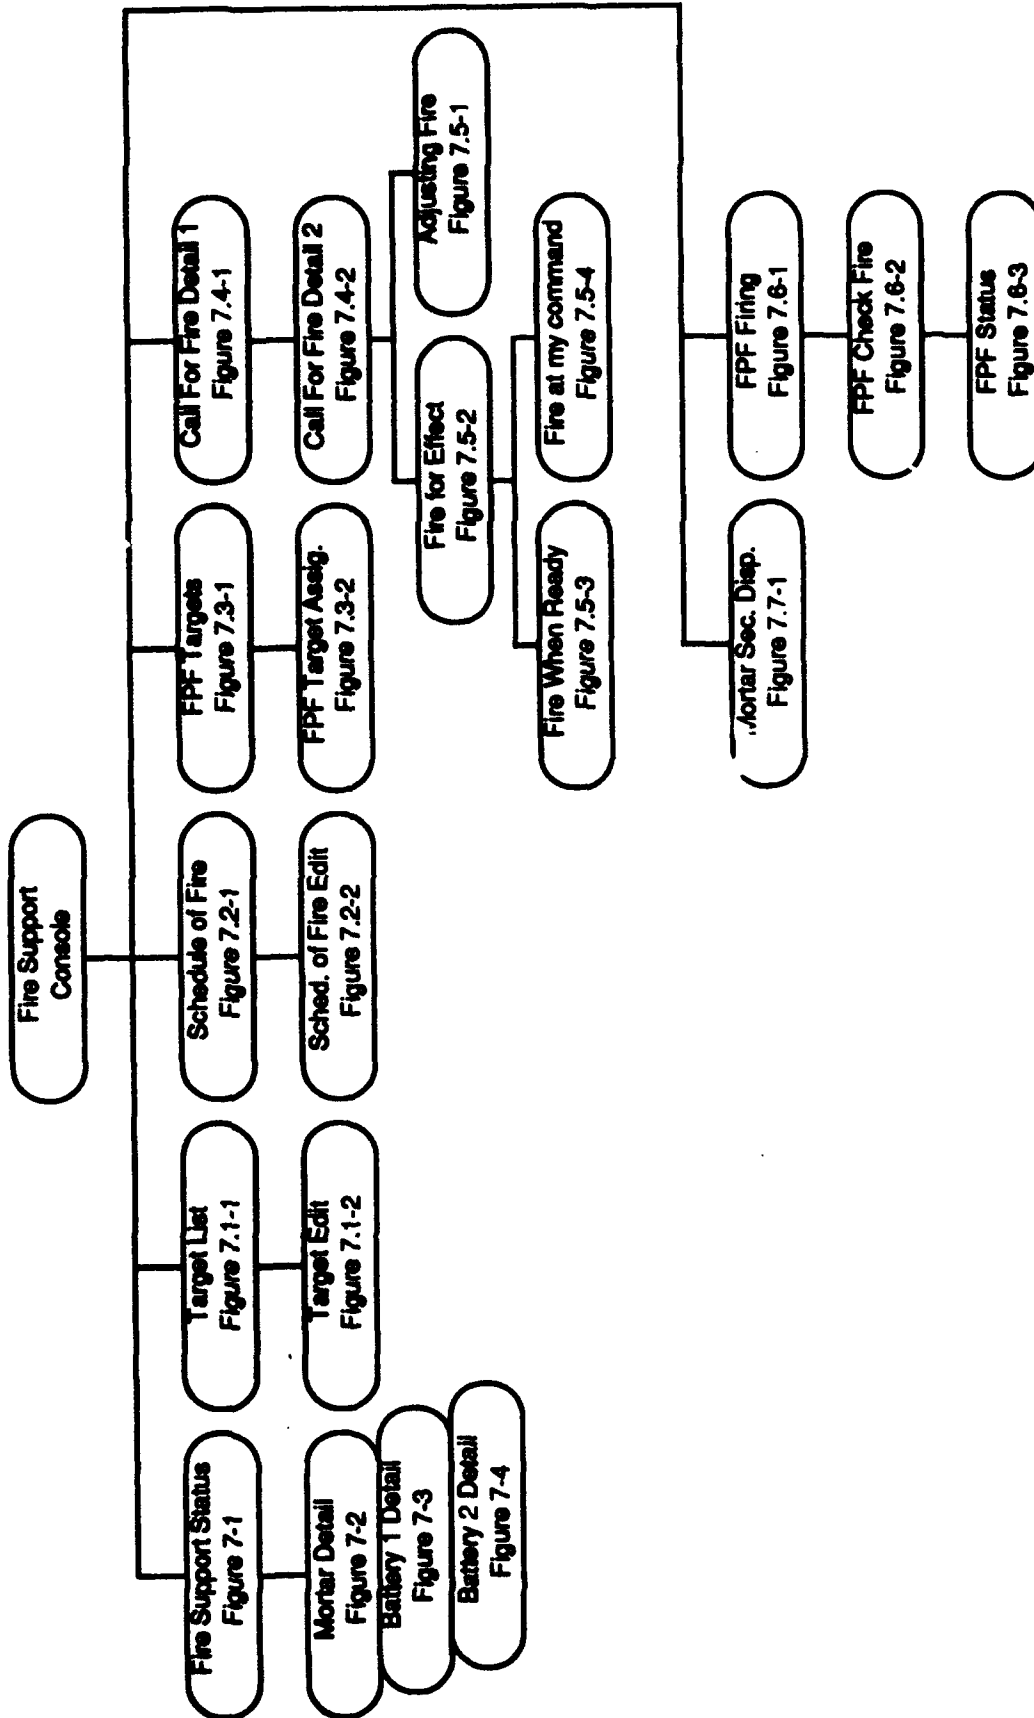 Fire Support
Console
Fire Support Status
Figure 7-1
Mortar Detail
Figure 7-2
Battery 1 Detail
Figure 7-3
Battery 2 Detail
Figure 7-4
Target List
Figure 7.1-1
Target Edit
Figure 7.1-2
Schedule of Fire
Figure 7.2-1
Sched. of Fire Edit
Figure 7.2-2
FPF Targets
Figure 7.3-1
FPF Target Assig.
Figure 7.3-2
Call For Fire Detail 1
Figure 7.4-1
Call For Fire Detail 2
Figure 7.4-2
Fire for Effect
Figure 7.5-2
Adjusting Fire
Figure 7.5-1
Fire When Ready
Figure 7.5-3
Fire at my command
Figure 7.5-4
Mortar Sec. Disp.
Figure 7.7-1
FPF Firing
Figure 7.6-1
FPF Check Fire
Figure 7.6-2
FPF Status
Figure 7.6-3